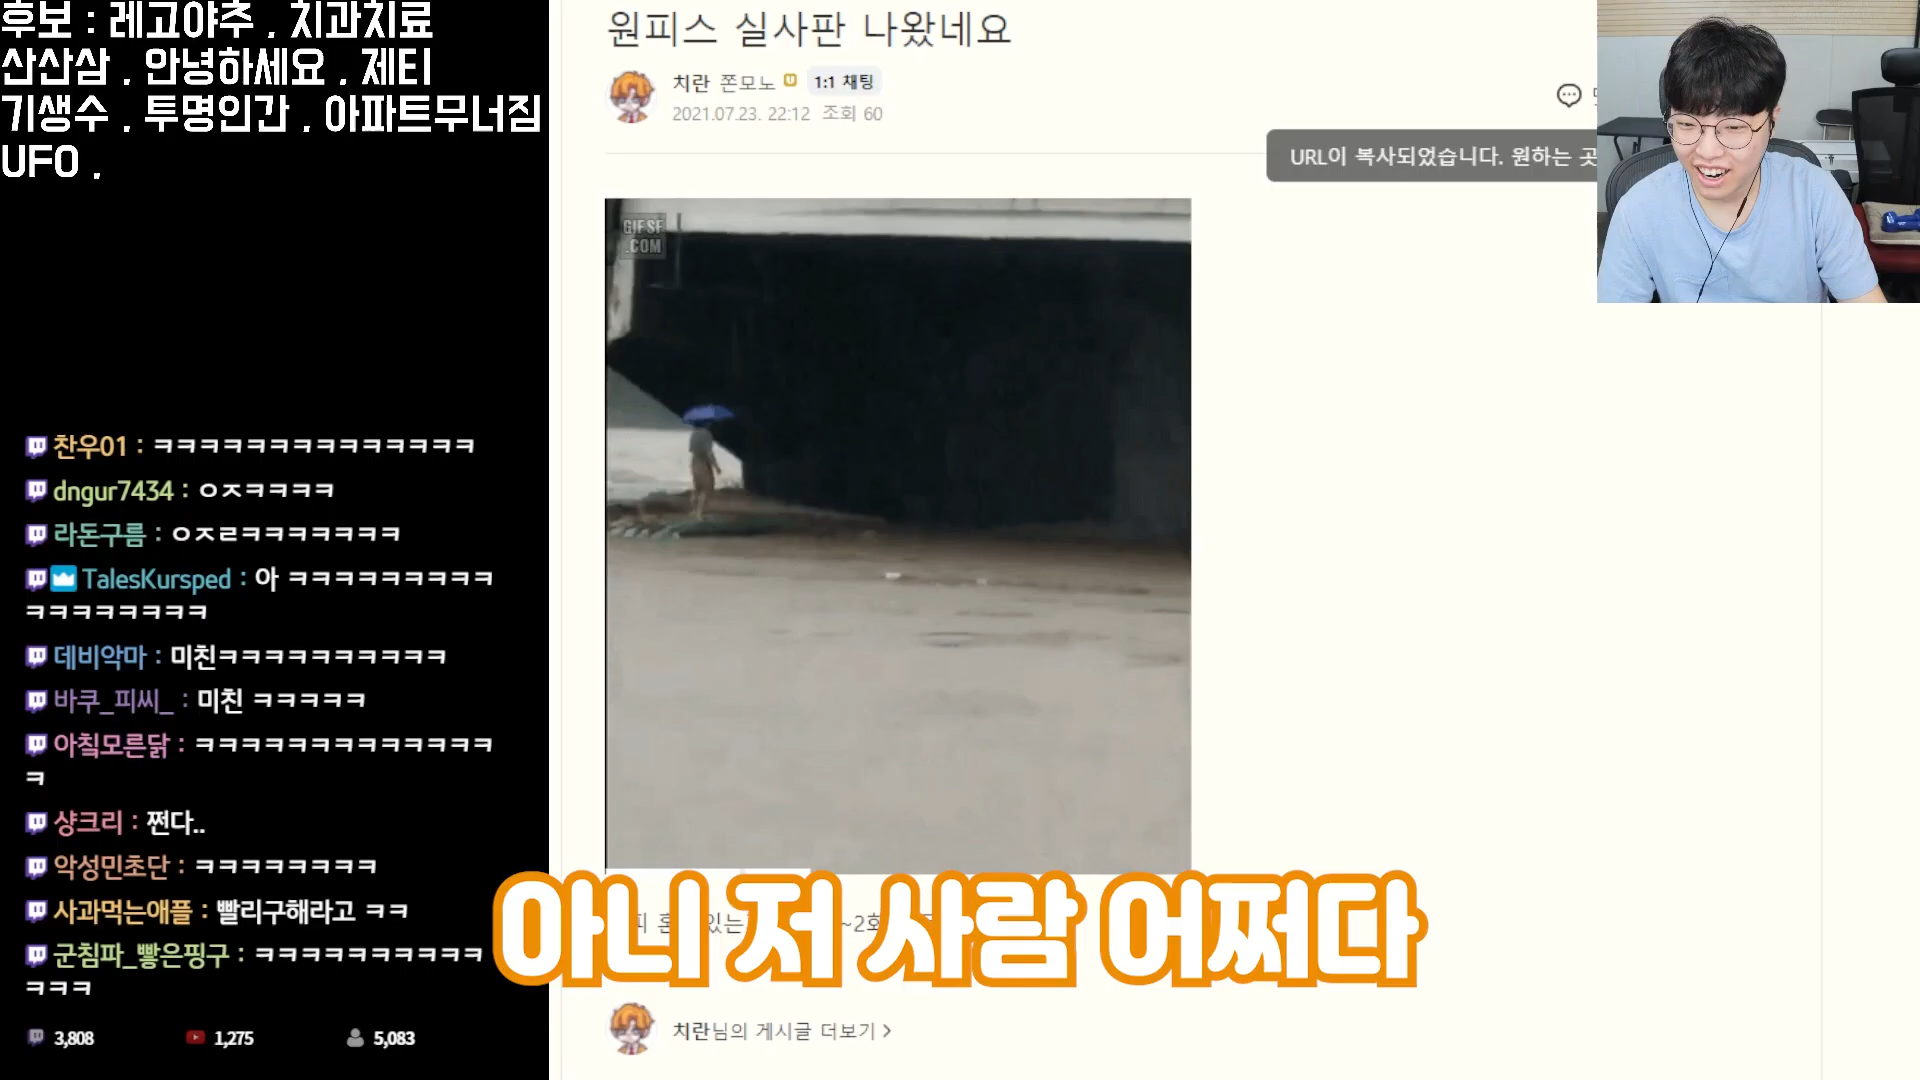 후보 : 레고야추 , 치과치료
산산삼 , 안녕하세요 , 제티
기생수 , 투명인간 , 아파트무너짐
UFO ,
원피스 실사판 나왔네요
치란 쫀모노 1:1 채팅
2021.07.23. 22:12 조회 60
URL이 복사되었습니다. 원하는 곳
GIFSF
.COM
찬우01 : ㅋㅋㅋㅋㅋㅋㅋㅋㅋㅋㅋㅋㅋㅋ
dngur7434 : ㅇㅈㅋㅋㅋㅋ
라돈구름 : ㅇㅈㄹㅋㅋㅋㅋㅋㅋㅋ
TalesKursped : 아 ㅋㅋㅋㅋㅋㅋㅋㅋㅋ
ㅋㅋㅋㅋㅋㅋㅋㅋ
데비악마 : 미친ㅋㅋㅋㅋㅋㅋㅋㅋㅋㅋ
바쿠_피씨_ : 미친 ㅋㅋㅋㅋㅋ
아칰모른닭 : ㅋㅋㅋㅋㅋㅋㅋㅋㅋㅋㅋㅋㅋ
ㅋ
샹크리 : 쩐다..
악성민초단 : ㅋㅋㅋㅋㅋㅋㅋㅋ
사과먹는애플 : 빨리구해라고 ㅋㅋ
군침파_빻은핑구 : ㅋㅋㅋㅋㅋㅋㅋㅋㅋㅋ
ㅋㅋㅋ
아니 저 사람 어쩌다
치란님의 게시글 더보기 >
3,808 1,275 5,083